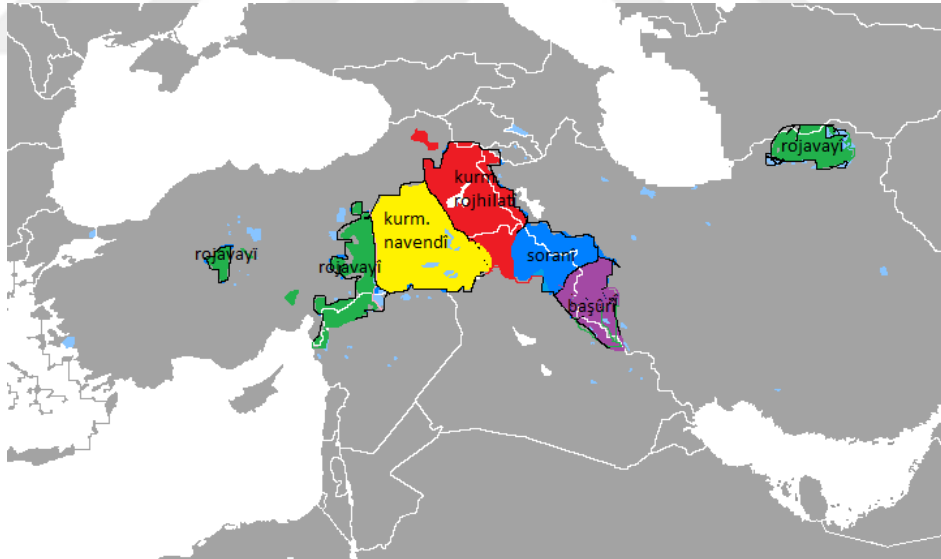 rojavayî
kurm.
rojhilatî
kurm.
navendî
rojavayî
rojavayî
soranî
başûrî